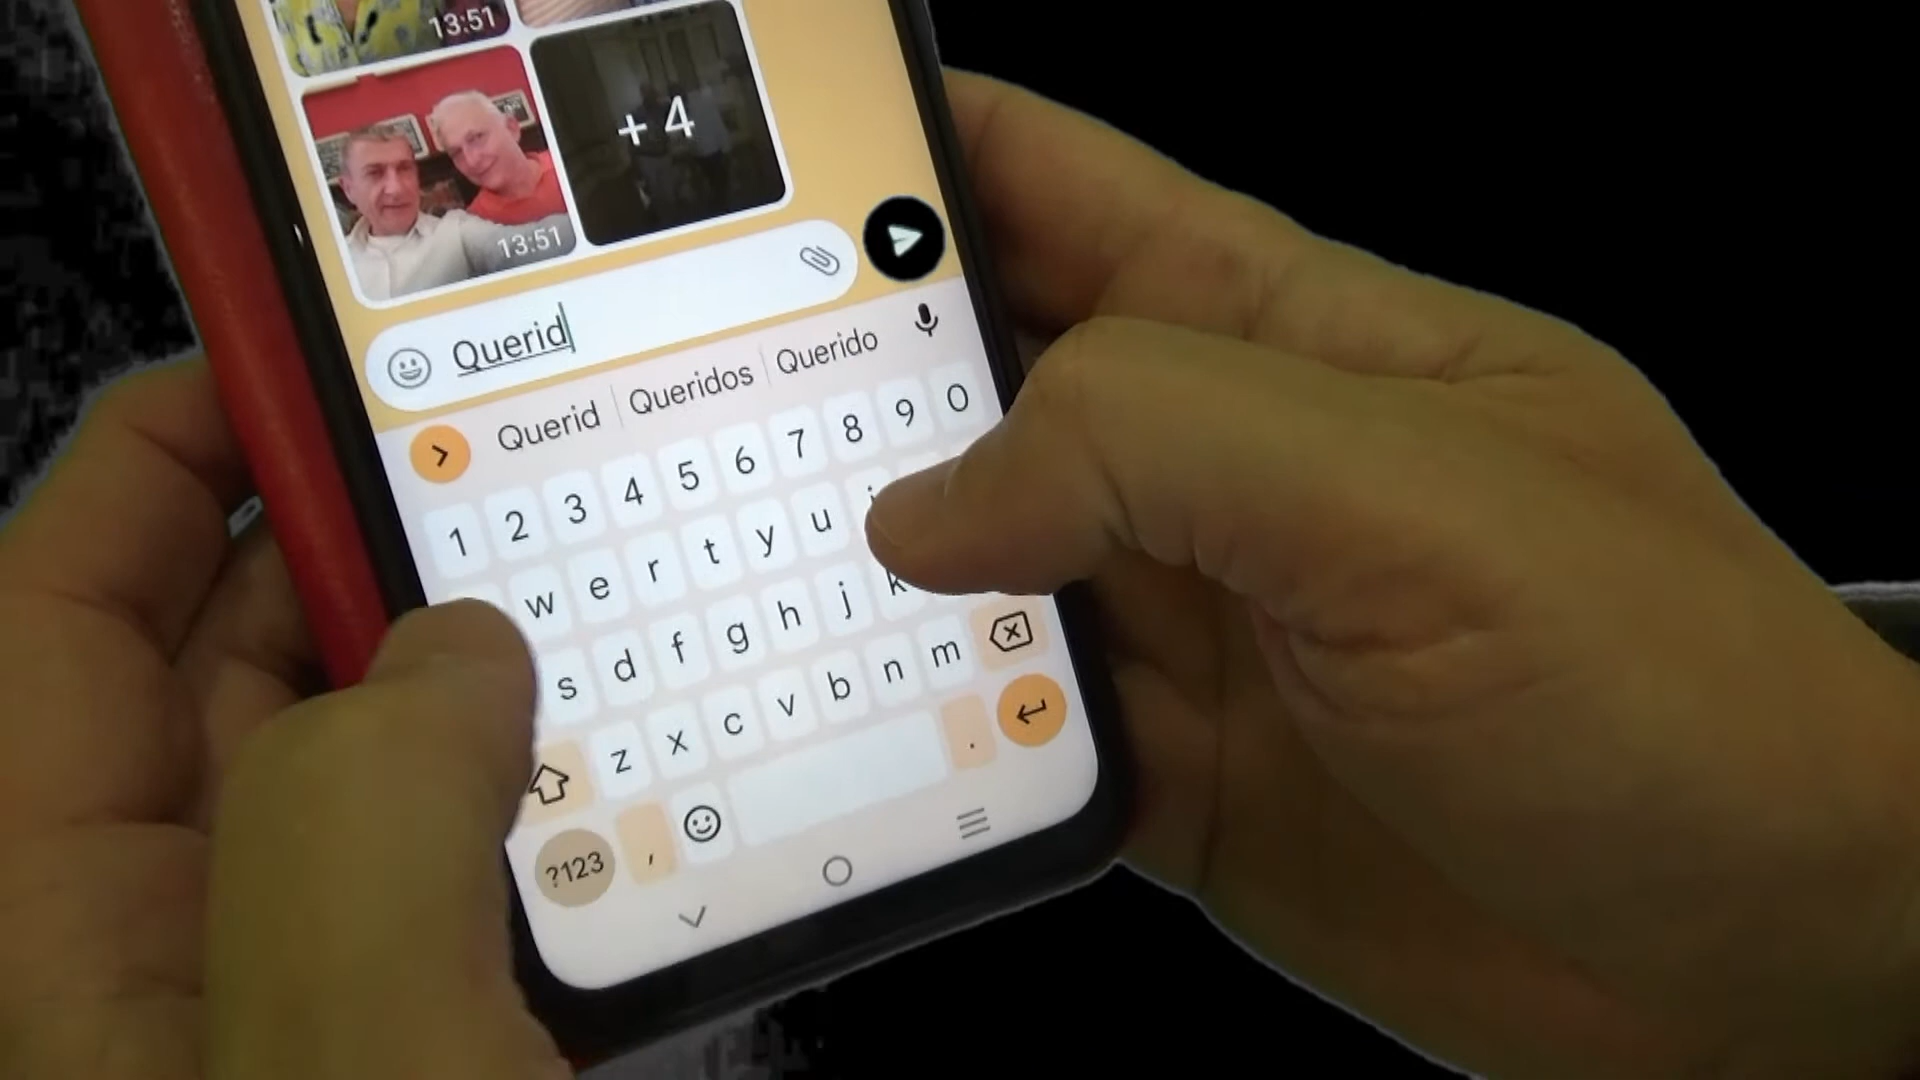 13:51
+ 4
13:51
Querid
Querid Queridos Querido
1 2 3 4 5 6 7 8 9 0
w e r t y u i
s d f g h j k
z x c v b n m
?123 , .